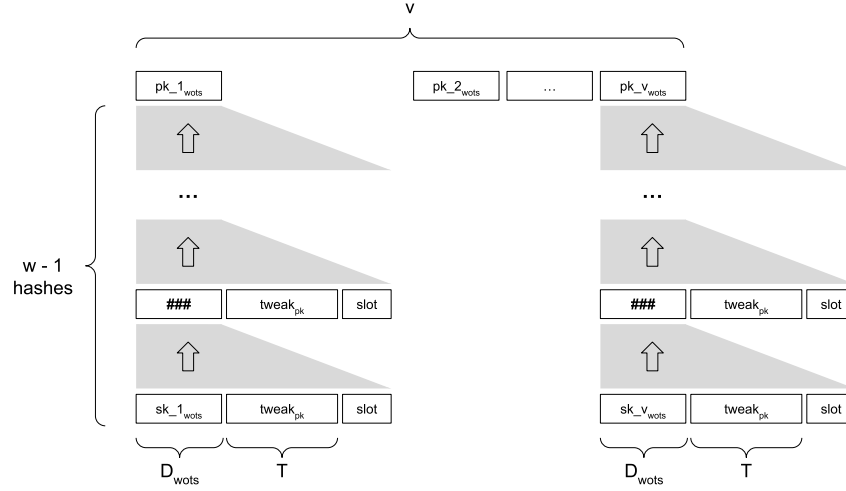 v
pk_1wots pk_2wots ... pk_vwots
... ...
w - 1
hashes
### tweakpk slot ### tweakpk slot
sk_1wots tweakpk slot sk_vwots tweakpk slot
Dwots T Dwots T